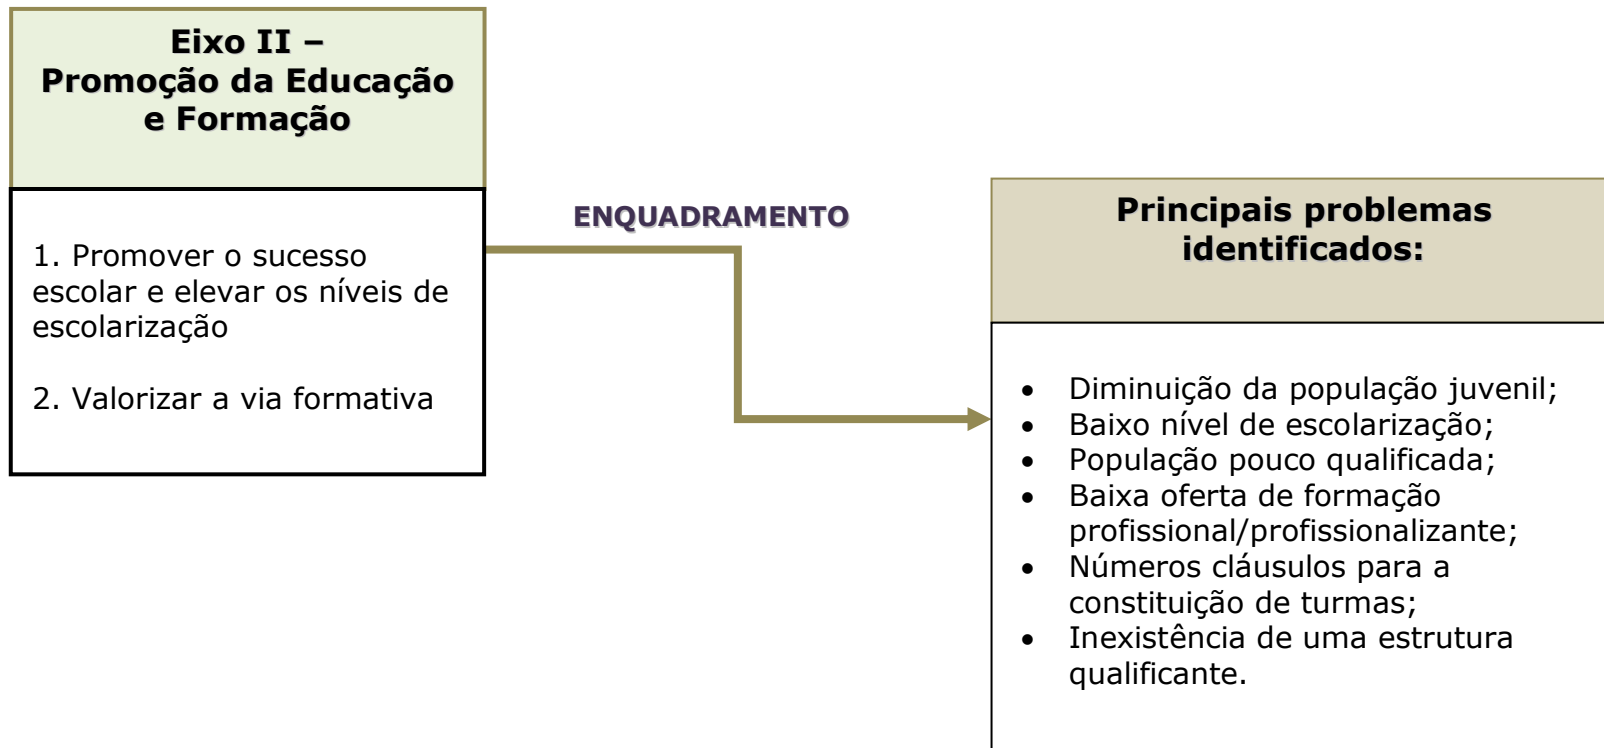 Eixo II –
Promoção da Educação
e Formação
1. Promover o sucesso
escolar e elevar os níveis de
escolarização
2. Valorizar a via formativa
ENQUADRAMENTO
Principais problemas
identificados:
• Diminuição da população juvenil;
• Baixo nível de escolarização;
• População pouco qualificada;
• Baixa oferta de formação
profissional/profissionalizante;
• Números cláusulos para a
constituição de turmas;
• Inexistência de uma estrutura
qualificante.